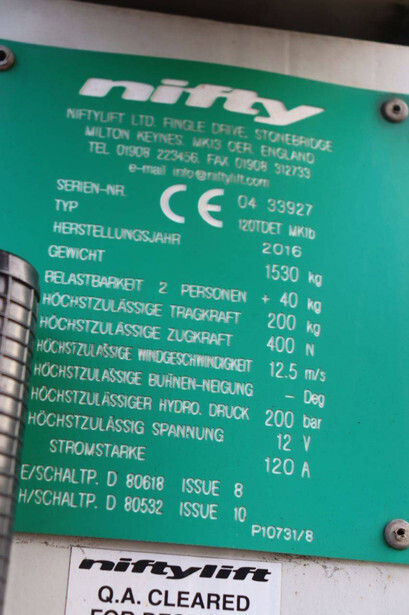 nifty
NIFTYLIFT LTD. FINGLE DRIVE, STONEBRIDGE
MILTON KEYNES, MK13 OER, ENGLAND
TEL 01908 223456, FAX 01908 312733
e-mail info@niftylift.com
SERIEN-NR. CE 04 33927
TYP 120TDET MK1b
HERSTELLUNGSJAHR 2016
GEWICHT 1530 kg
BELASTBARKEIT 2 PERSONEN + 40 kg
HÖCHSTZULÄSSIGE TRAGKRAFT 200 kg
HÖCHSTZULÄSSIGE ZUGKRAFT 400 N
HÖCHSTZULÄSSIGE WINDGESCHWINDIGKEIT 12.5 m/s
HÖCHSTZULÄSSIGE BÜHNEN-NEIGUNG - Deg
HÖCHSTZULÄSSIGER HYDRO. DRUCK 200 bar
HÖCHSTZULÄSSIG SPANNUNG 12 V
STROMSTARKE 120 A
E/SCHALTP. D 80618 ISSUE 8
H/SCHALTP. D 80532 ISSUE 10
P10731/8
niftylift
Q.A. CLEARED